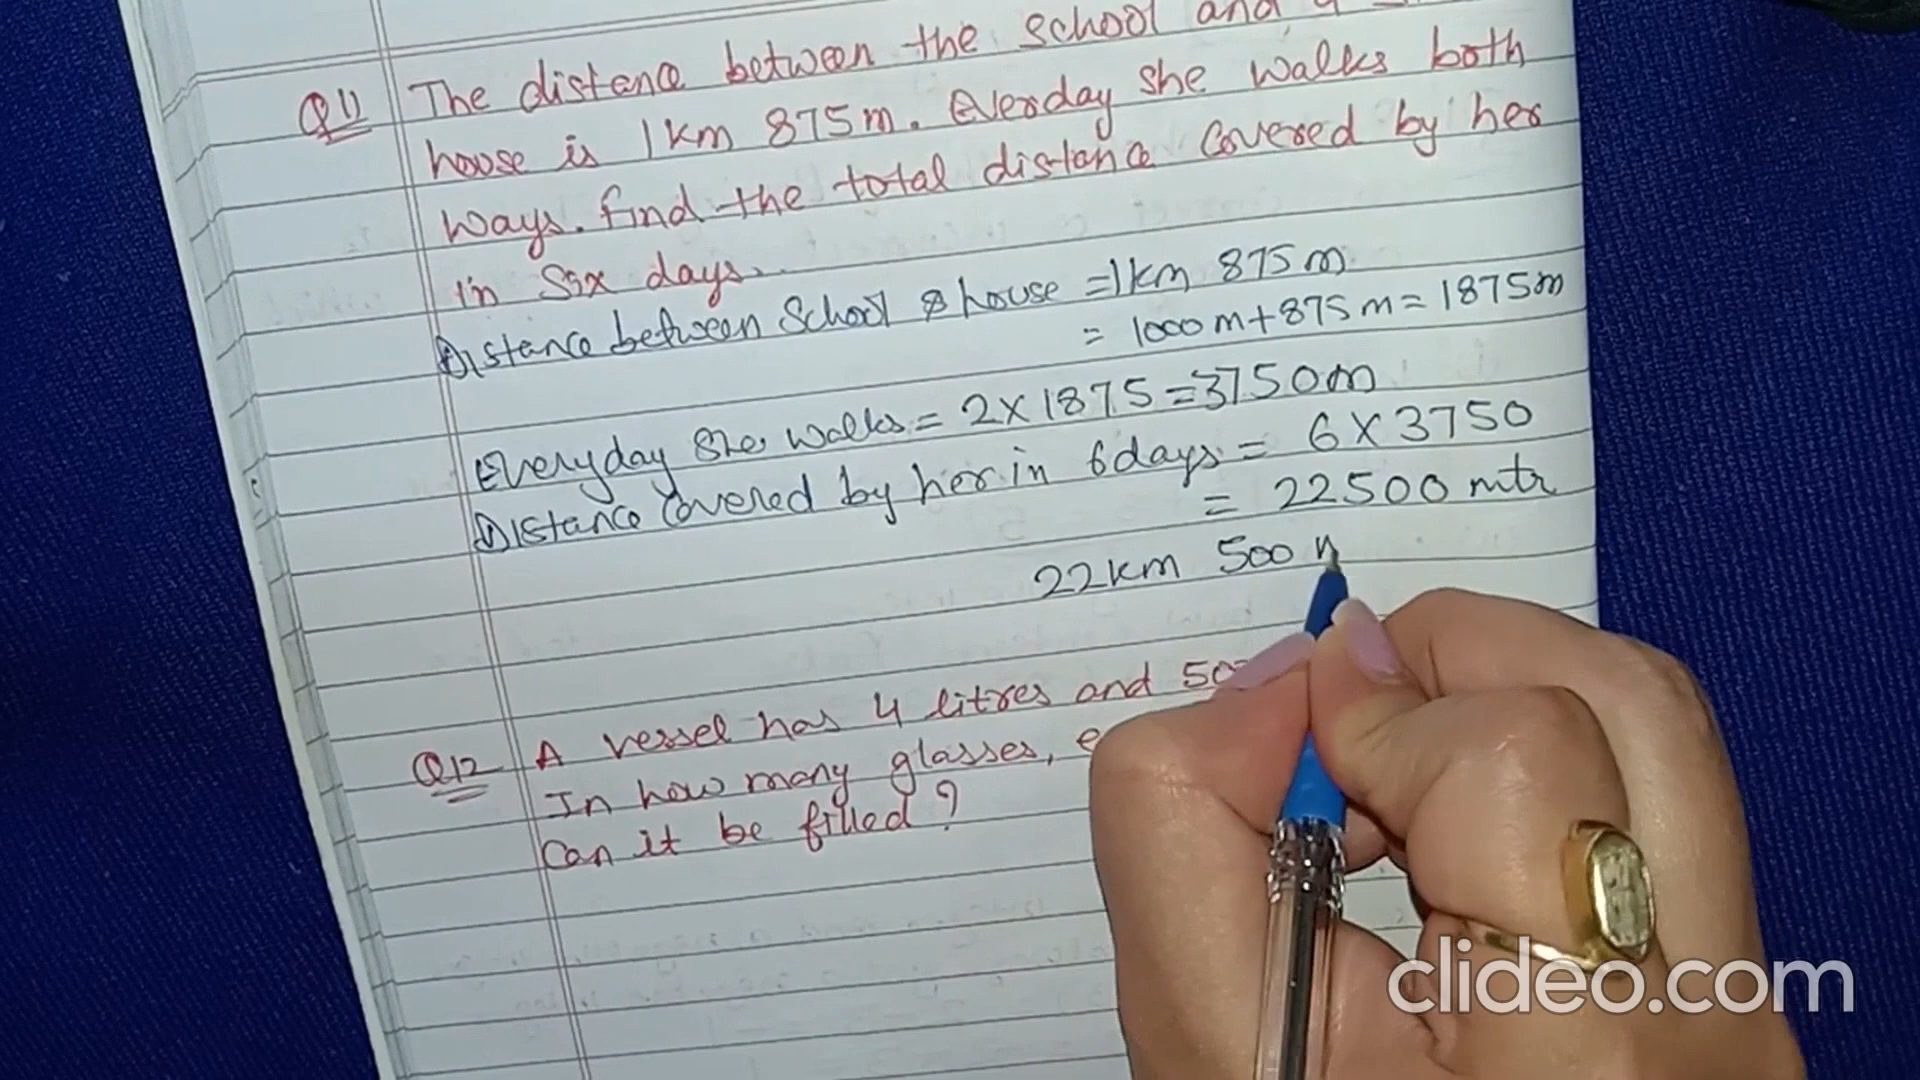 The distance between the school and a
Q11 house is 1km 875m. Everday she walks both
ways. find the total distance covered by her
in Six days.
Distance between School & house = 1km 875m
= 1000m+875m = 1875m
Everyday She walks = 2×1875 = 3750m
Distance covered by her in 6days = 6×3750
= 22500 mtr
22km 500
Q12 A vessel has 4 litres and
In how many glasses,
Can it be filled?
clideo.com